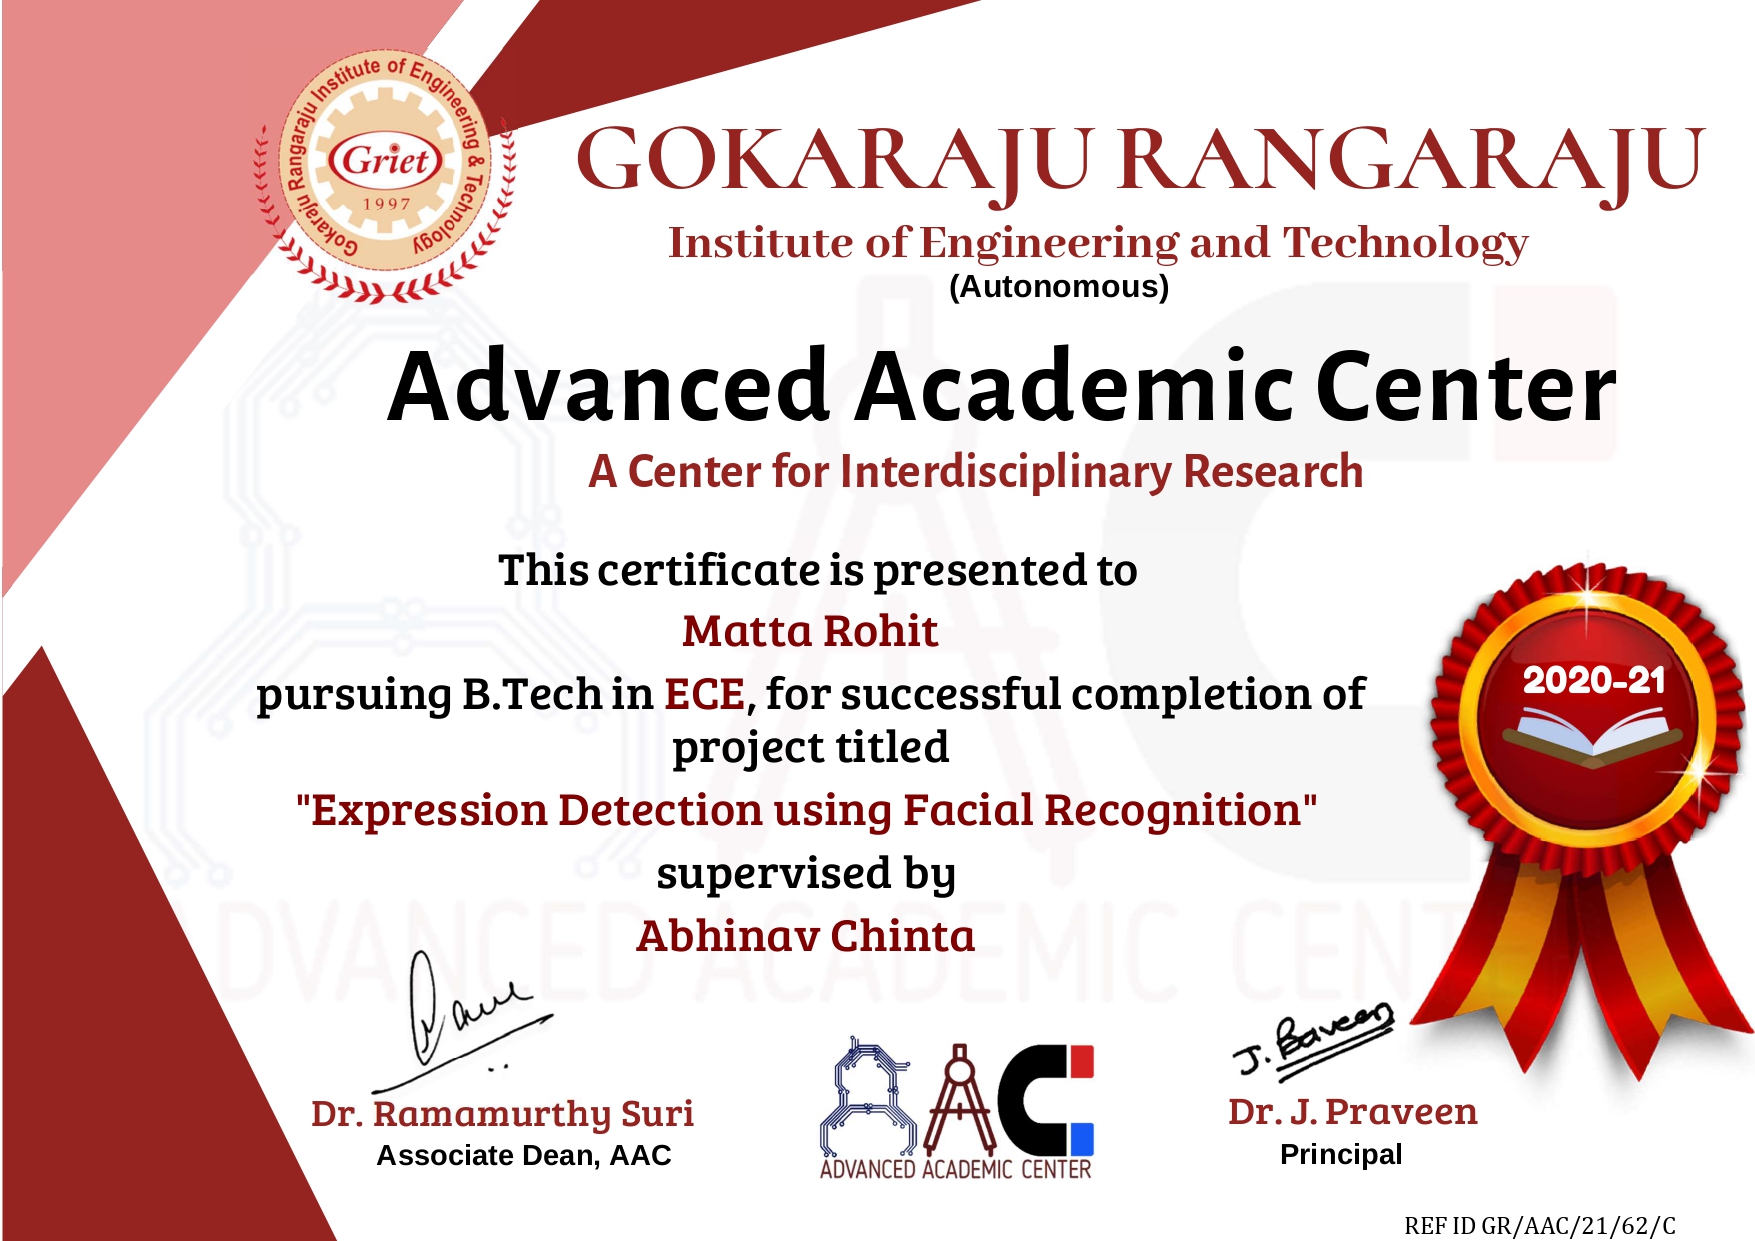 Gokaraju Rangaraju Institute of Engineering & Technology
Griet
1997
GOKARAJU RANGARAJU
Institute of Engineering and Technology
(Autonomous)
Advanced Academic Center
A Center for Interdisciplinary Research
This certificate is presented to
Matta Rohit
pursuing B.Tech in ECE, for successful completion of
project titled
"Expression Detection using Facial Recognition"
supervised by
Abhinav Chinta
2020-21
ADVANCED ACADEMIC CENT
J. Praveen
Dr. Ramamurthy Suri
Associate Dean, AAC
AAC
ADVANCED ACADEMIC CENTER
Dr. J. Praveen
Principal
REF ID GR/AAC/21/62/C